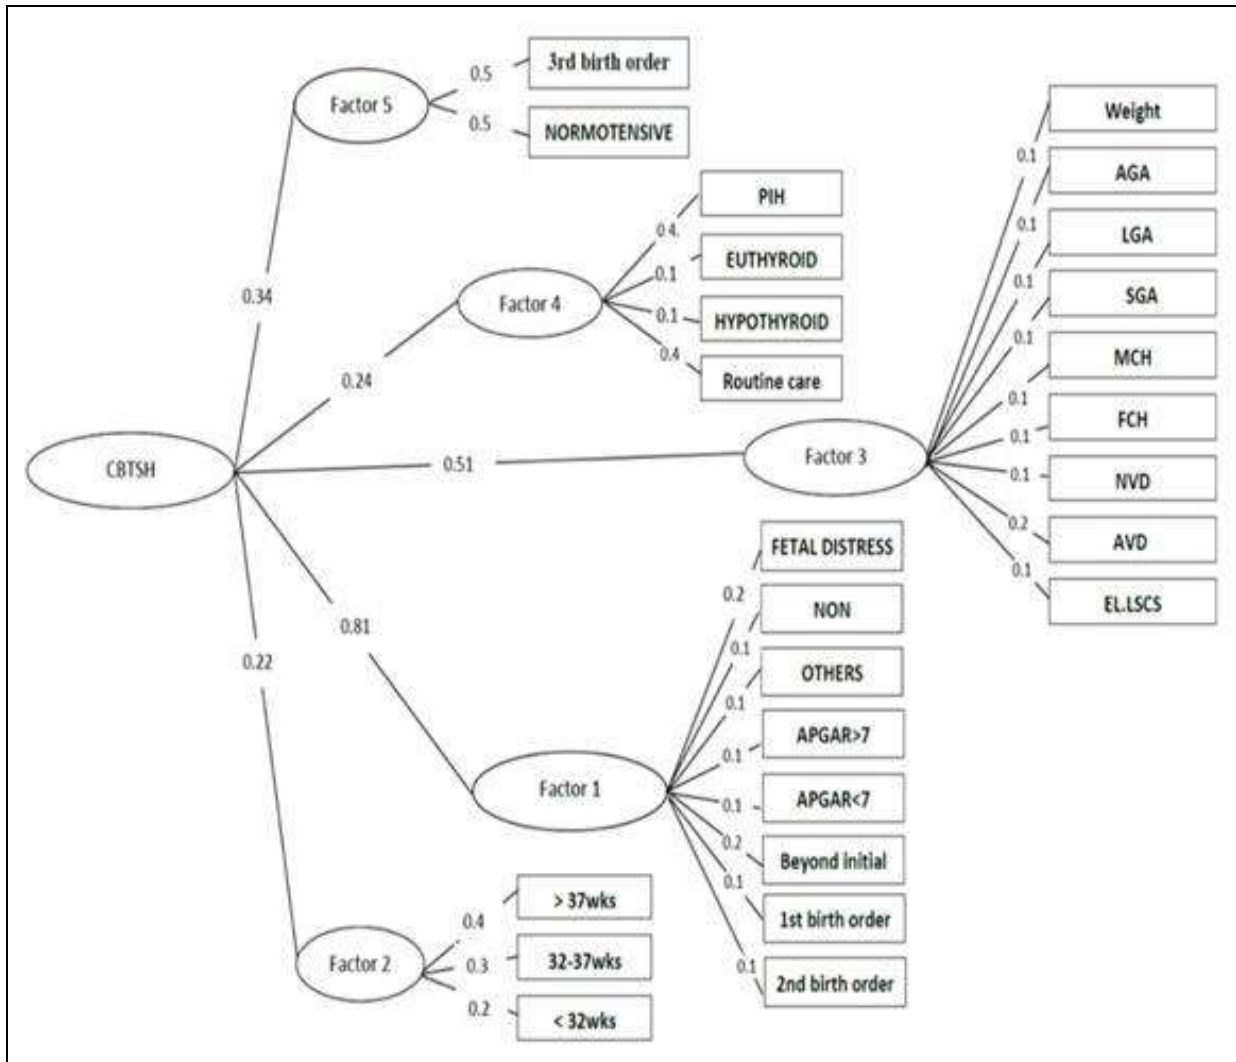 3rd birth order
0.5
Factor 5
0.5
NORMOTENSIVE
0.34
PIH
0 4.
EUTHYROID
0.1
Factor 4
0.1
HYPOTHYROID
0.4
Routine care
0.24
CBTSH
0.51
Factor 3
Weight
0.1
AGA
0.1
LGA
0.1
SGA
0.1
MCH
0.1
FCH
0.1
NVD
0.1
AVD
0.2
EL.LSCS
0.1
0.81
Factor 1
FETAL DISTRESS
0.2
NON
0.1
OTHERS
0.1
APGAR>7
0.1
APGAR<7
0.1
Beyond initial
0.2
1st birth order
0.1
2nd birth order
0.1
0.22
Factor 2
> 37wks
0.4
32-37wks
0.3
< 32wks
0.2